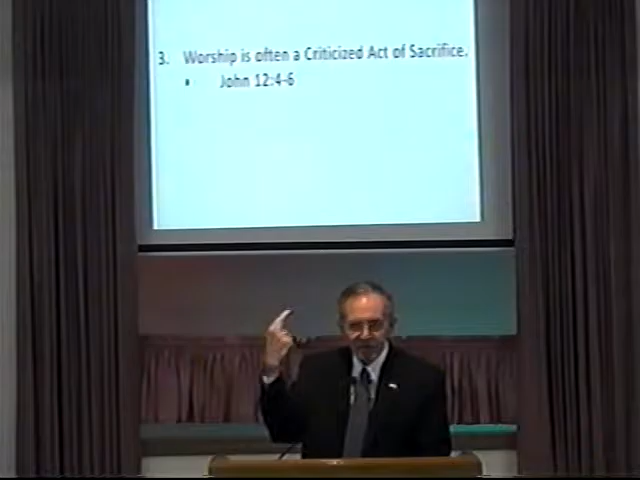 3. Worship is often a Criticized Act of Sacrifice.
• John 12:4-6